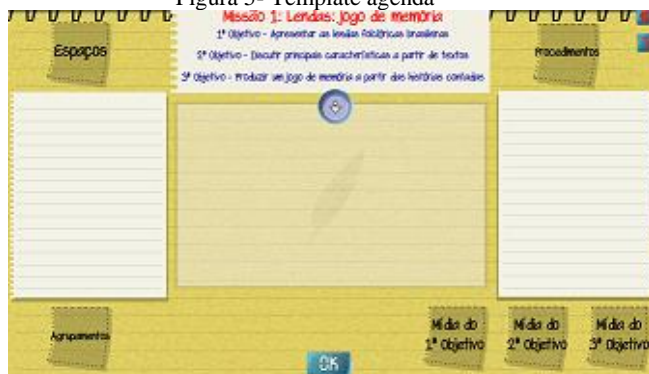 Figura 3- Template agenda
Missão 1: Lendas: jogo de memória
1º Objetivo - Apresentar as lendas folclóricas brasileiras
2º Objetivo - Discutir principais características a partir de textos
3º Objetivo - Produzir um jogo de memória a partir das histórias contadas
Espaços
Procedimentos
Agrupamentos
Mídia do
1º Objetivo
Mídia do
2º Objetivo
Mídia do
3º Objetivo
OK